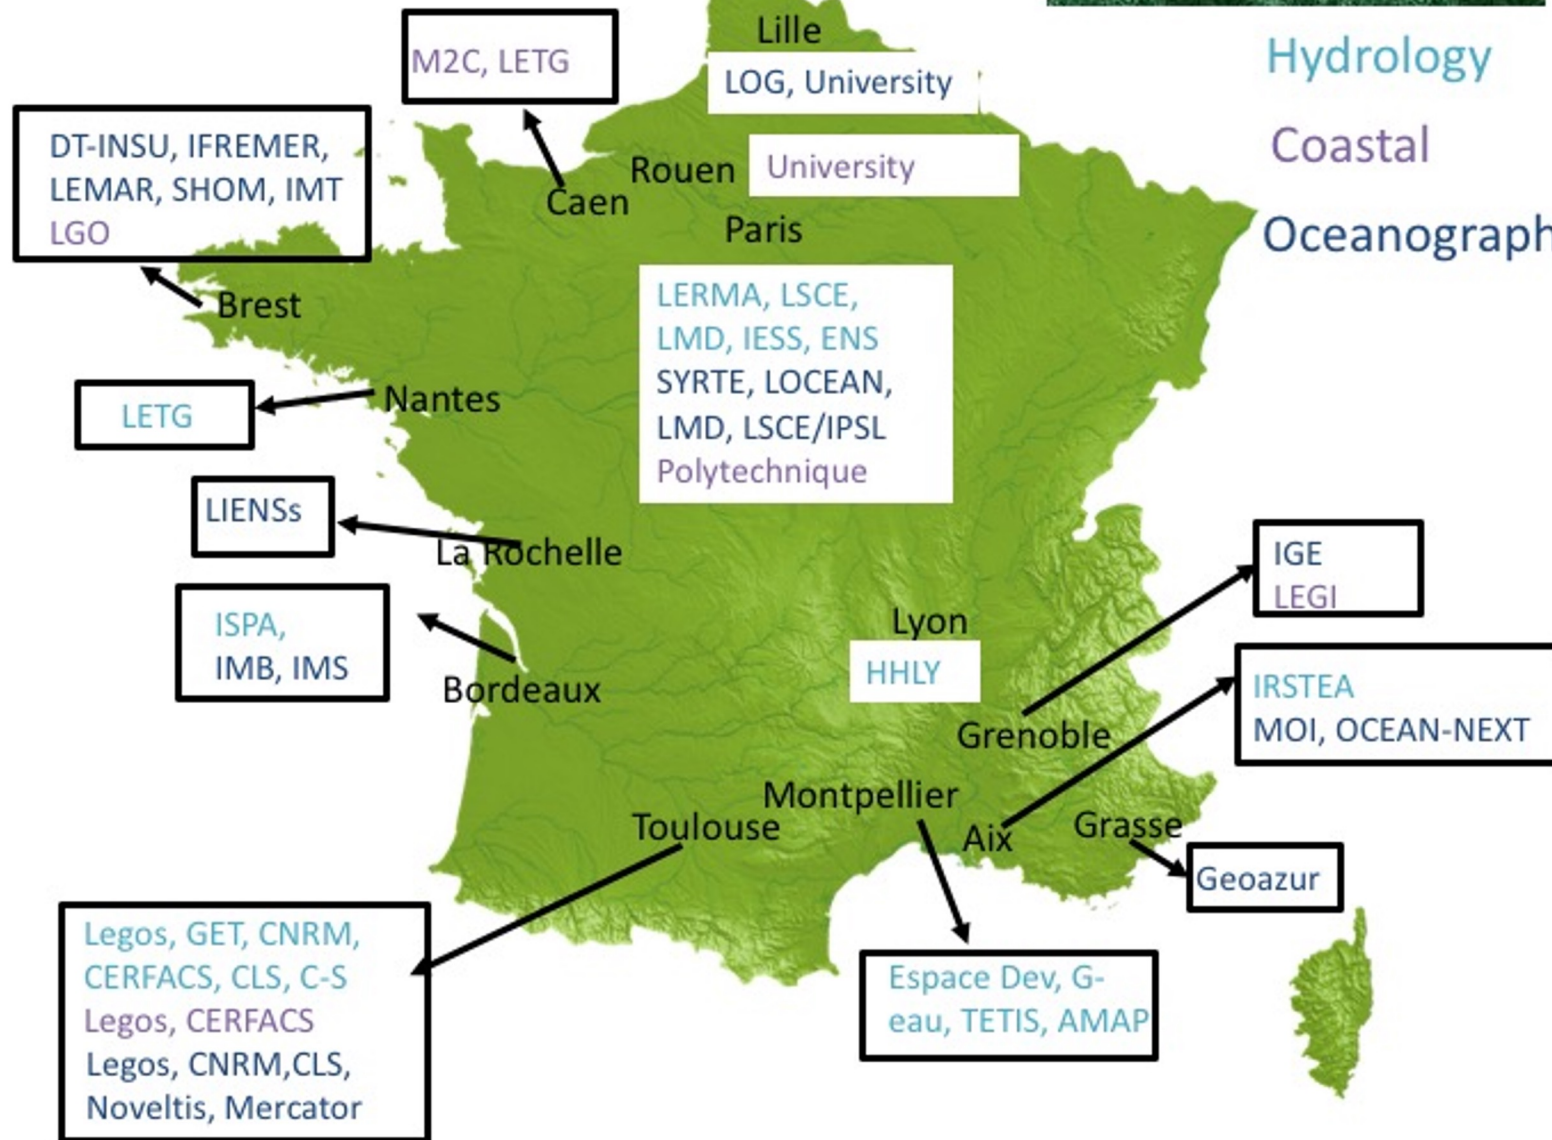 Lille
LOG, University
M2C, LETG
Hydrology
Coastal
Oceanograph
DT-INSU, IFREMER,
LEMAR, SHOM, IMT
LGO
Rouen
University
Caen
Paris
Brest
LERMA, LSCE,
LMD, IESS, ENS
SYRTE, LOCEAN,
LMD, LSCE/IPSL
Polytechnique
LETG
Nantes
LIENSs
La Rochelle
ISPA,
IMB, IMS
Bordeaux
Lyon
HHLY
IGE
LEGI
Grenoble
IRSTEA
MOI, OCEAN-NEXT
Montpellier
Toulouse
Aix
Grasse
Geoazur
Legos, GET, CNRM,
CERFACS, CLS, C-S
Legos, CERFACS
Legos, CNRM,CLS,
Noveltis, Mercator
Espace Dev, G-
eau, TETIS, AMAP